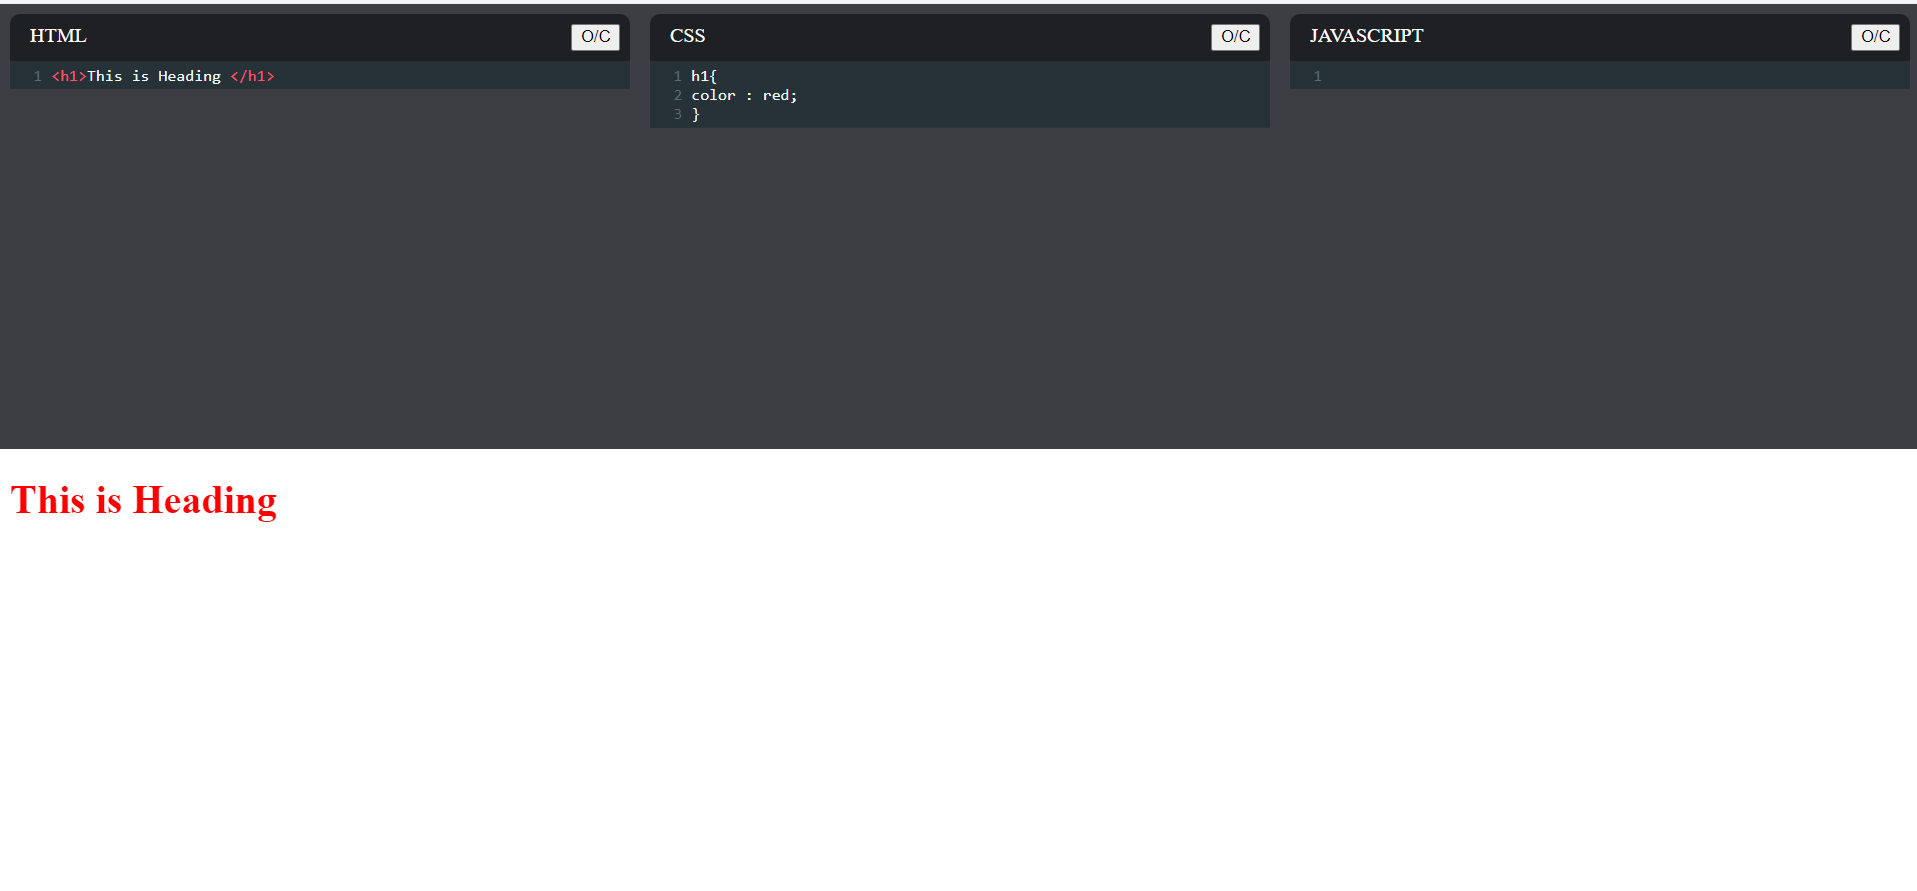 HTML O/C
1 <h1>This is Heading </h1>
CSS O/C
1 h1{
2 color : red;
3 }
JAVASCRIPT O/C
1
This is Heading